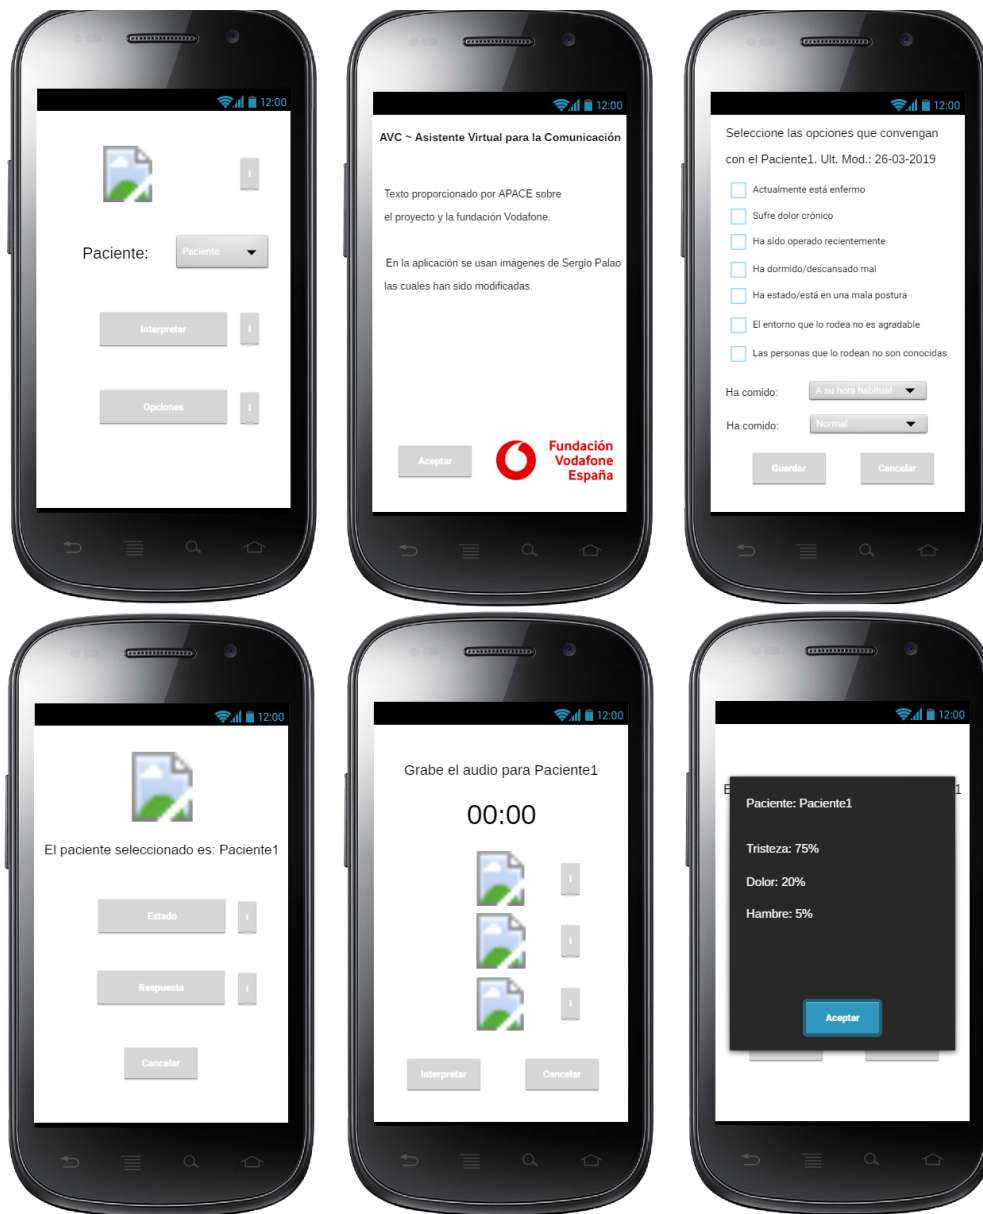 12:00
Paciente:
Paciente
Interpretar
i
Opciones
i
i
12:00
AVC ~ Asistente Virtual para la Comunicación
Texto proporcionado por APACE sobre
el proyecto y la fundación Vodafone.
En la aplicación se usan imágenes de Sergio Palao
las cuales han sido modificadas.
Aceptar
Fundación
Vodafone
España
12:00
Seleccione las opciones que convengan
con el Paciente1. Ult. Mod.: 26-03-2019
Actualmente está enfermo
Sufre dolor crónico
Ha sido operado recientemente
Ha dormido/descansado mal
Ha estado/está en una mala postura
El entorno que lo rodea no es agradable
Las personas que lo rodean no son conocidas
Ha comido:
A su hora habitual
Ha comido:
Normal
Guardar
Cancelar
12:00
El paciente seleccionado es: Paciente1
Estado
i
Respuesta
i
Cancelar
12:00
Grabe el audio para Paciente1
00:00
i
i
i
Interpretar
Cancelar
12:00
E
1
Paciente: Paciente1
Tristeza: 75%
Dolor: 20%
Hambre: 5%
Aceptar